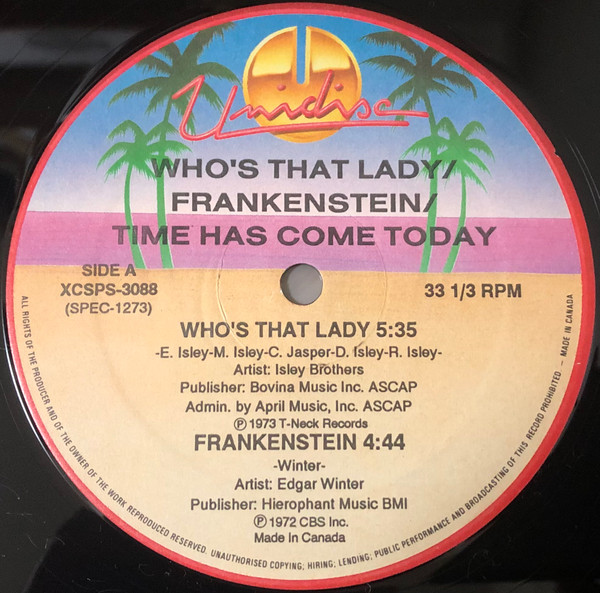 Unidisc
WHO'S THAT LADY/
FRANKENSTEIN/
TIME HAS COME TODAY
SIDE A
XCSPS-3088
(SPEC-1273)
33 1/3 RPM
WHO'S THAT LADY 5:35
-E. Isley-M. Isley-C. Jasper-D. Isley-R. Isley-
Artist: Isley Brothers
Publisher: Bovina Music Inc. ASCAP
Admin. by April Music, Inc. ASCAP
℗ 1973 T-Neck Records
FRANKENSTEIN 4:44
-Winter-
Artist: Edgar Winter
Publisher: Hierophant Music BMI
℗ 1972 CBS Inc.
Made in Canada
ALL RIGHTS OF THE PRODUCER AND OF THE OWNER OF THE WORK REPRODUCED RESERVED. UNAUTHORISED COPYING; HIRING; LENDING; PUBLIC PERFORMANCE AND BROADCASTING OF THIS RECORD PROHIBITED. – MADE IN CANADA